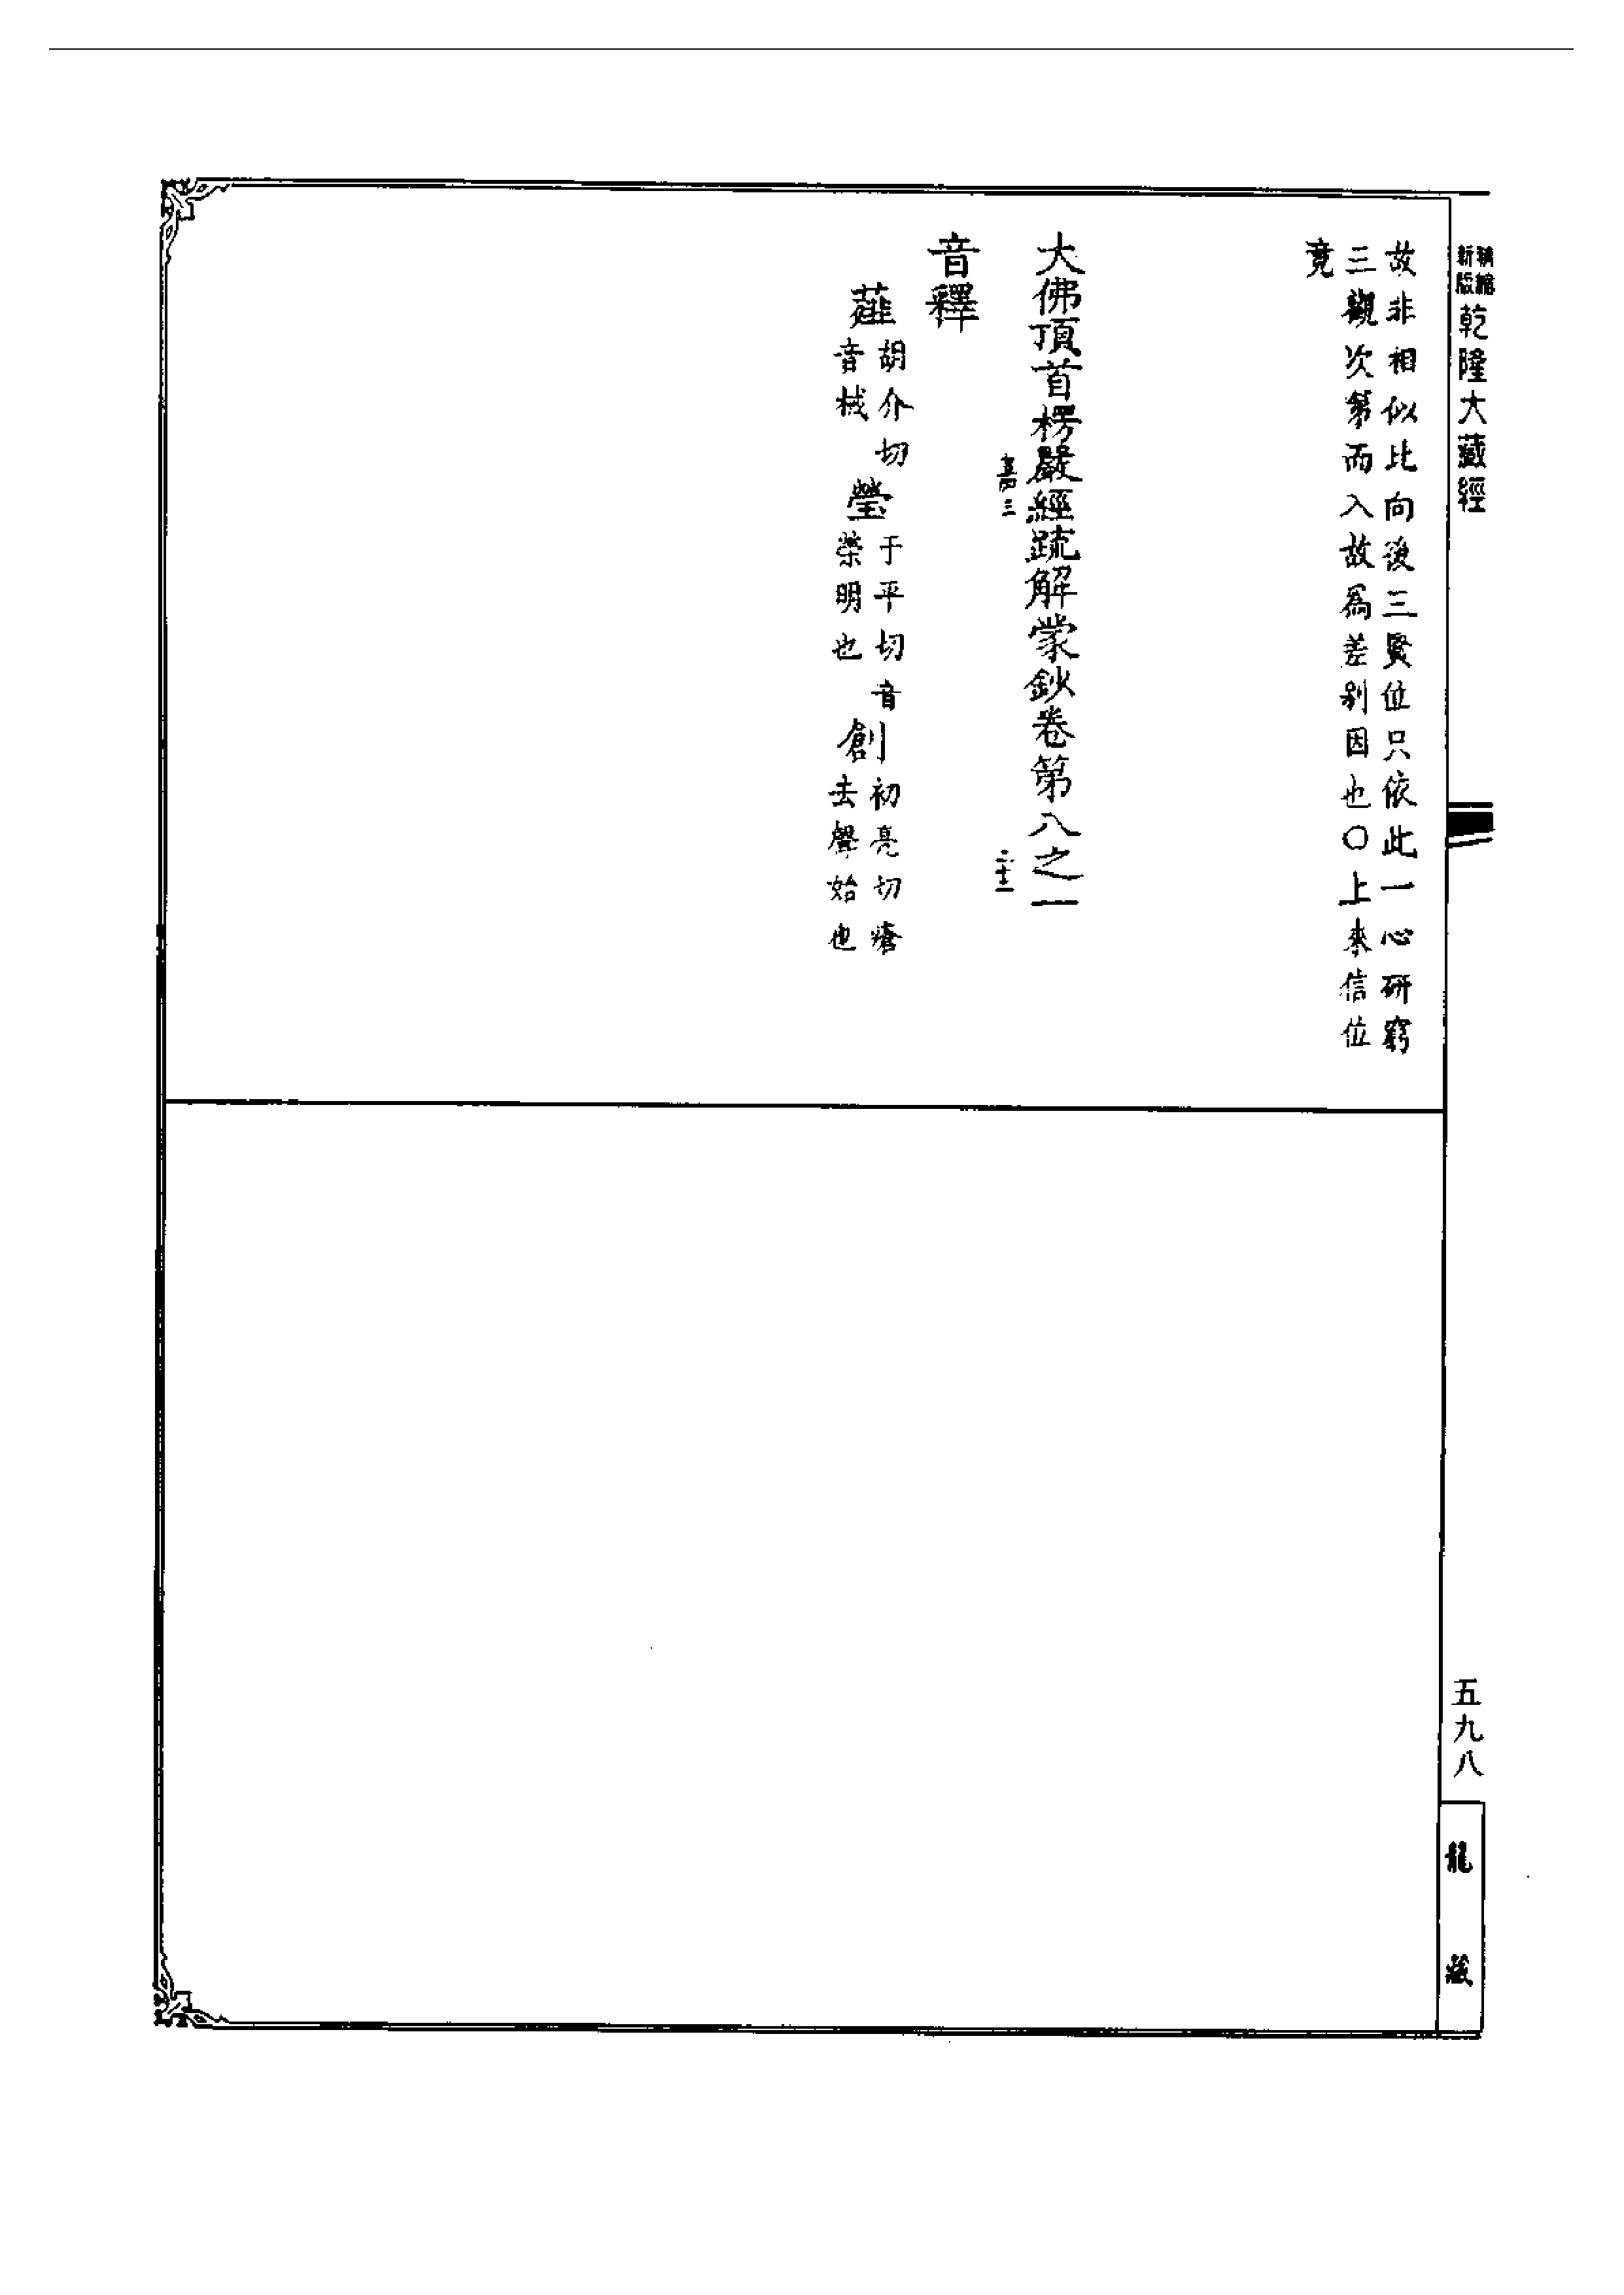 新版精縮乾隆大藏經
故非相似比向後三賢位只依此一心研窮
三觀次第而入故爲差别因也〇上來信位
竟
大佛頂首楞嚴經疏解蒙鈔卷第八之一
音釋
薤胡介切音械
瑩于平切音榮明也
創初亮切瘡去聲始也
五九八
龍藏